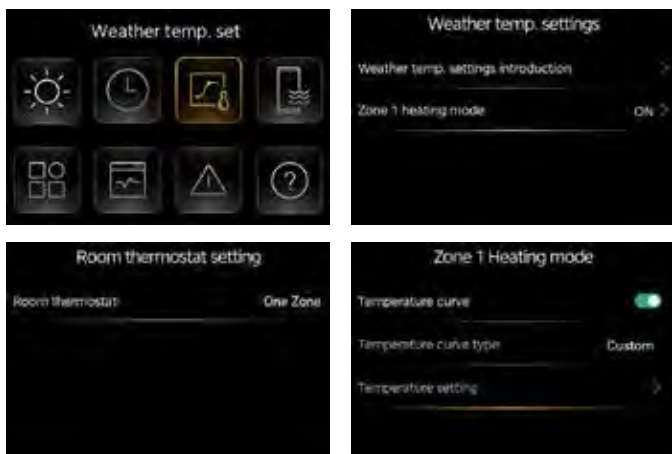 Weather temp. set
?
Weather temp. settings
Weather temp. settings introduction >
Zone 1 heating mode ON >
Room thermostat setting
Room thermostat One Zone
Zone 1 Heating mode
Temperature curve
Temperature curve type Custom
Temperature setting >